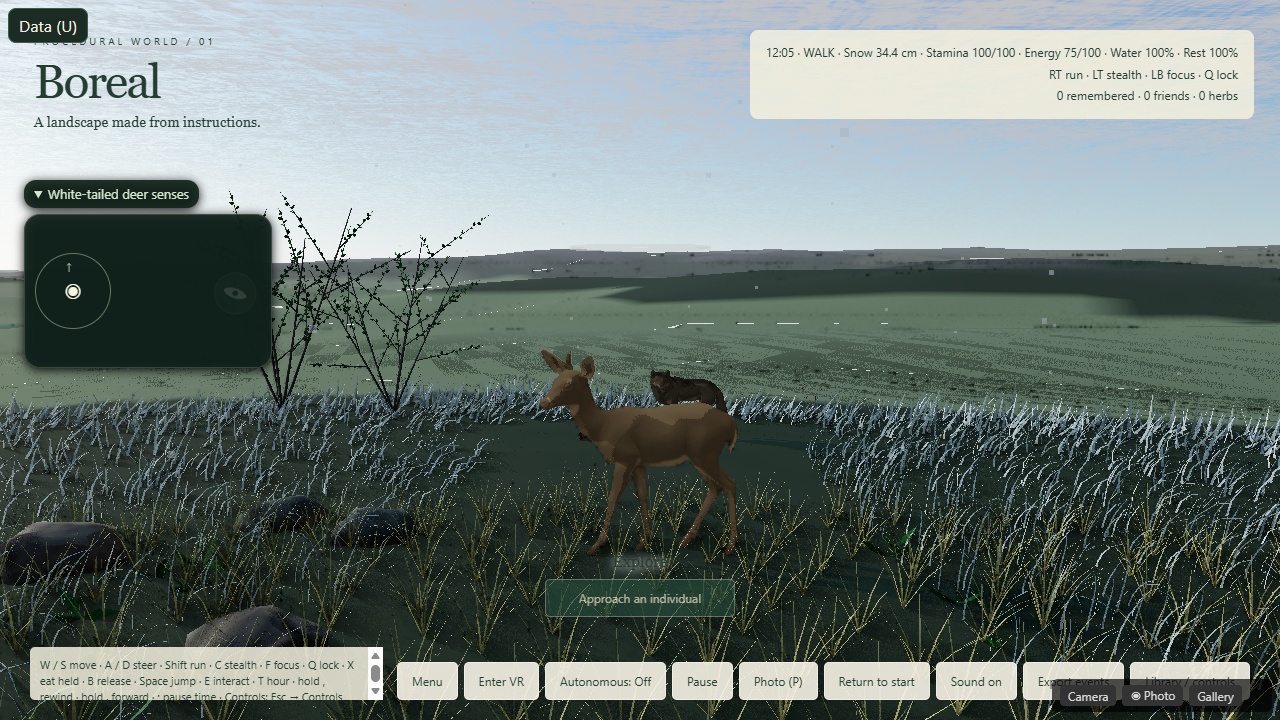 Data (U)
PROCEDURAL WORLD / 01
Boreal
A landscape made from instructions.
12:05 · WALK · Snow 34.4 cm · Stamina 100/100 · Energy 75/100 · Water 100% · Rest 100%
RT run · LT stealth · LB focus · Q lock
0 remembered · 0 friends · 0 herbs
▼ White-tailed deer senses
↑
Explore
Approach an individual
W / S move · A / D steer · Shift run · C stealth · F focus · Q lock · X
eat held · B release · Space jump · E interact · T hour · hold ,
rewind · hold . forward · ; pause time · Controls: Esc → Controls
Menu
Enter VR
Autonomous: Off
Pause
Photo (P)
Return to start
Sound on
Export events
Library / controls
Camera
◉ Photo
Gallery